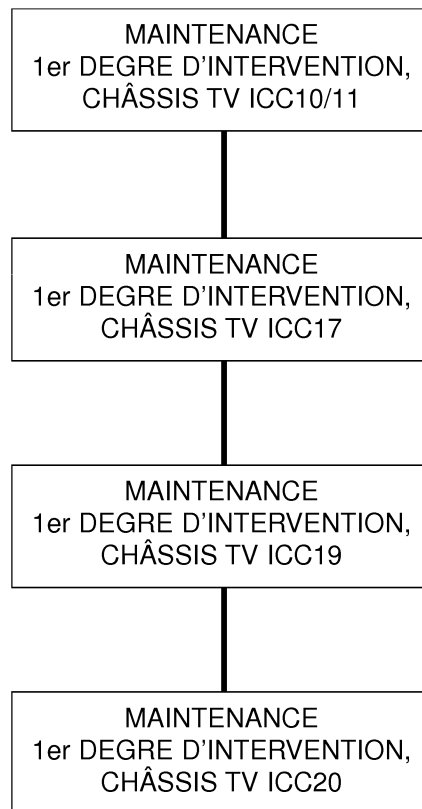 MAINTENANCE
1er DEGRE D'INTERVENTION,
CHÂSSIS TV ICC10/11
MAINTENANCE
1er DEGRE D'INTERVENTION,
CHÂSSIS TV ICC17
MAINTENANCE
1er DEGRE D'INTERVENTION,
CHÂSSIS TV ICC19
MAINTENANCE
1er DEGRE D'INTERVENTION,
CHÂSSIS TV ICC20